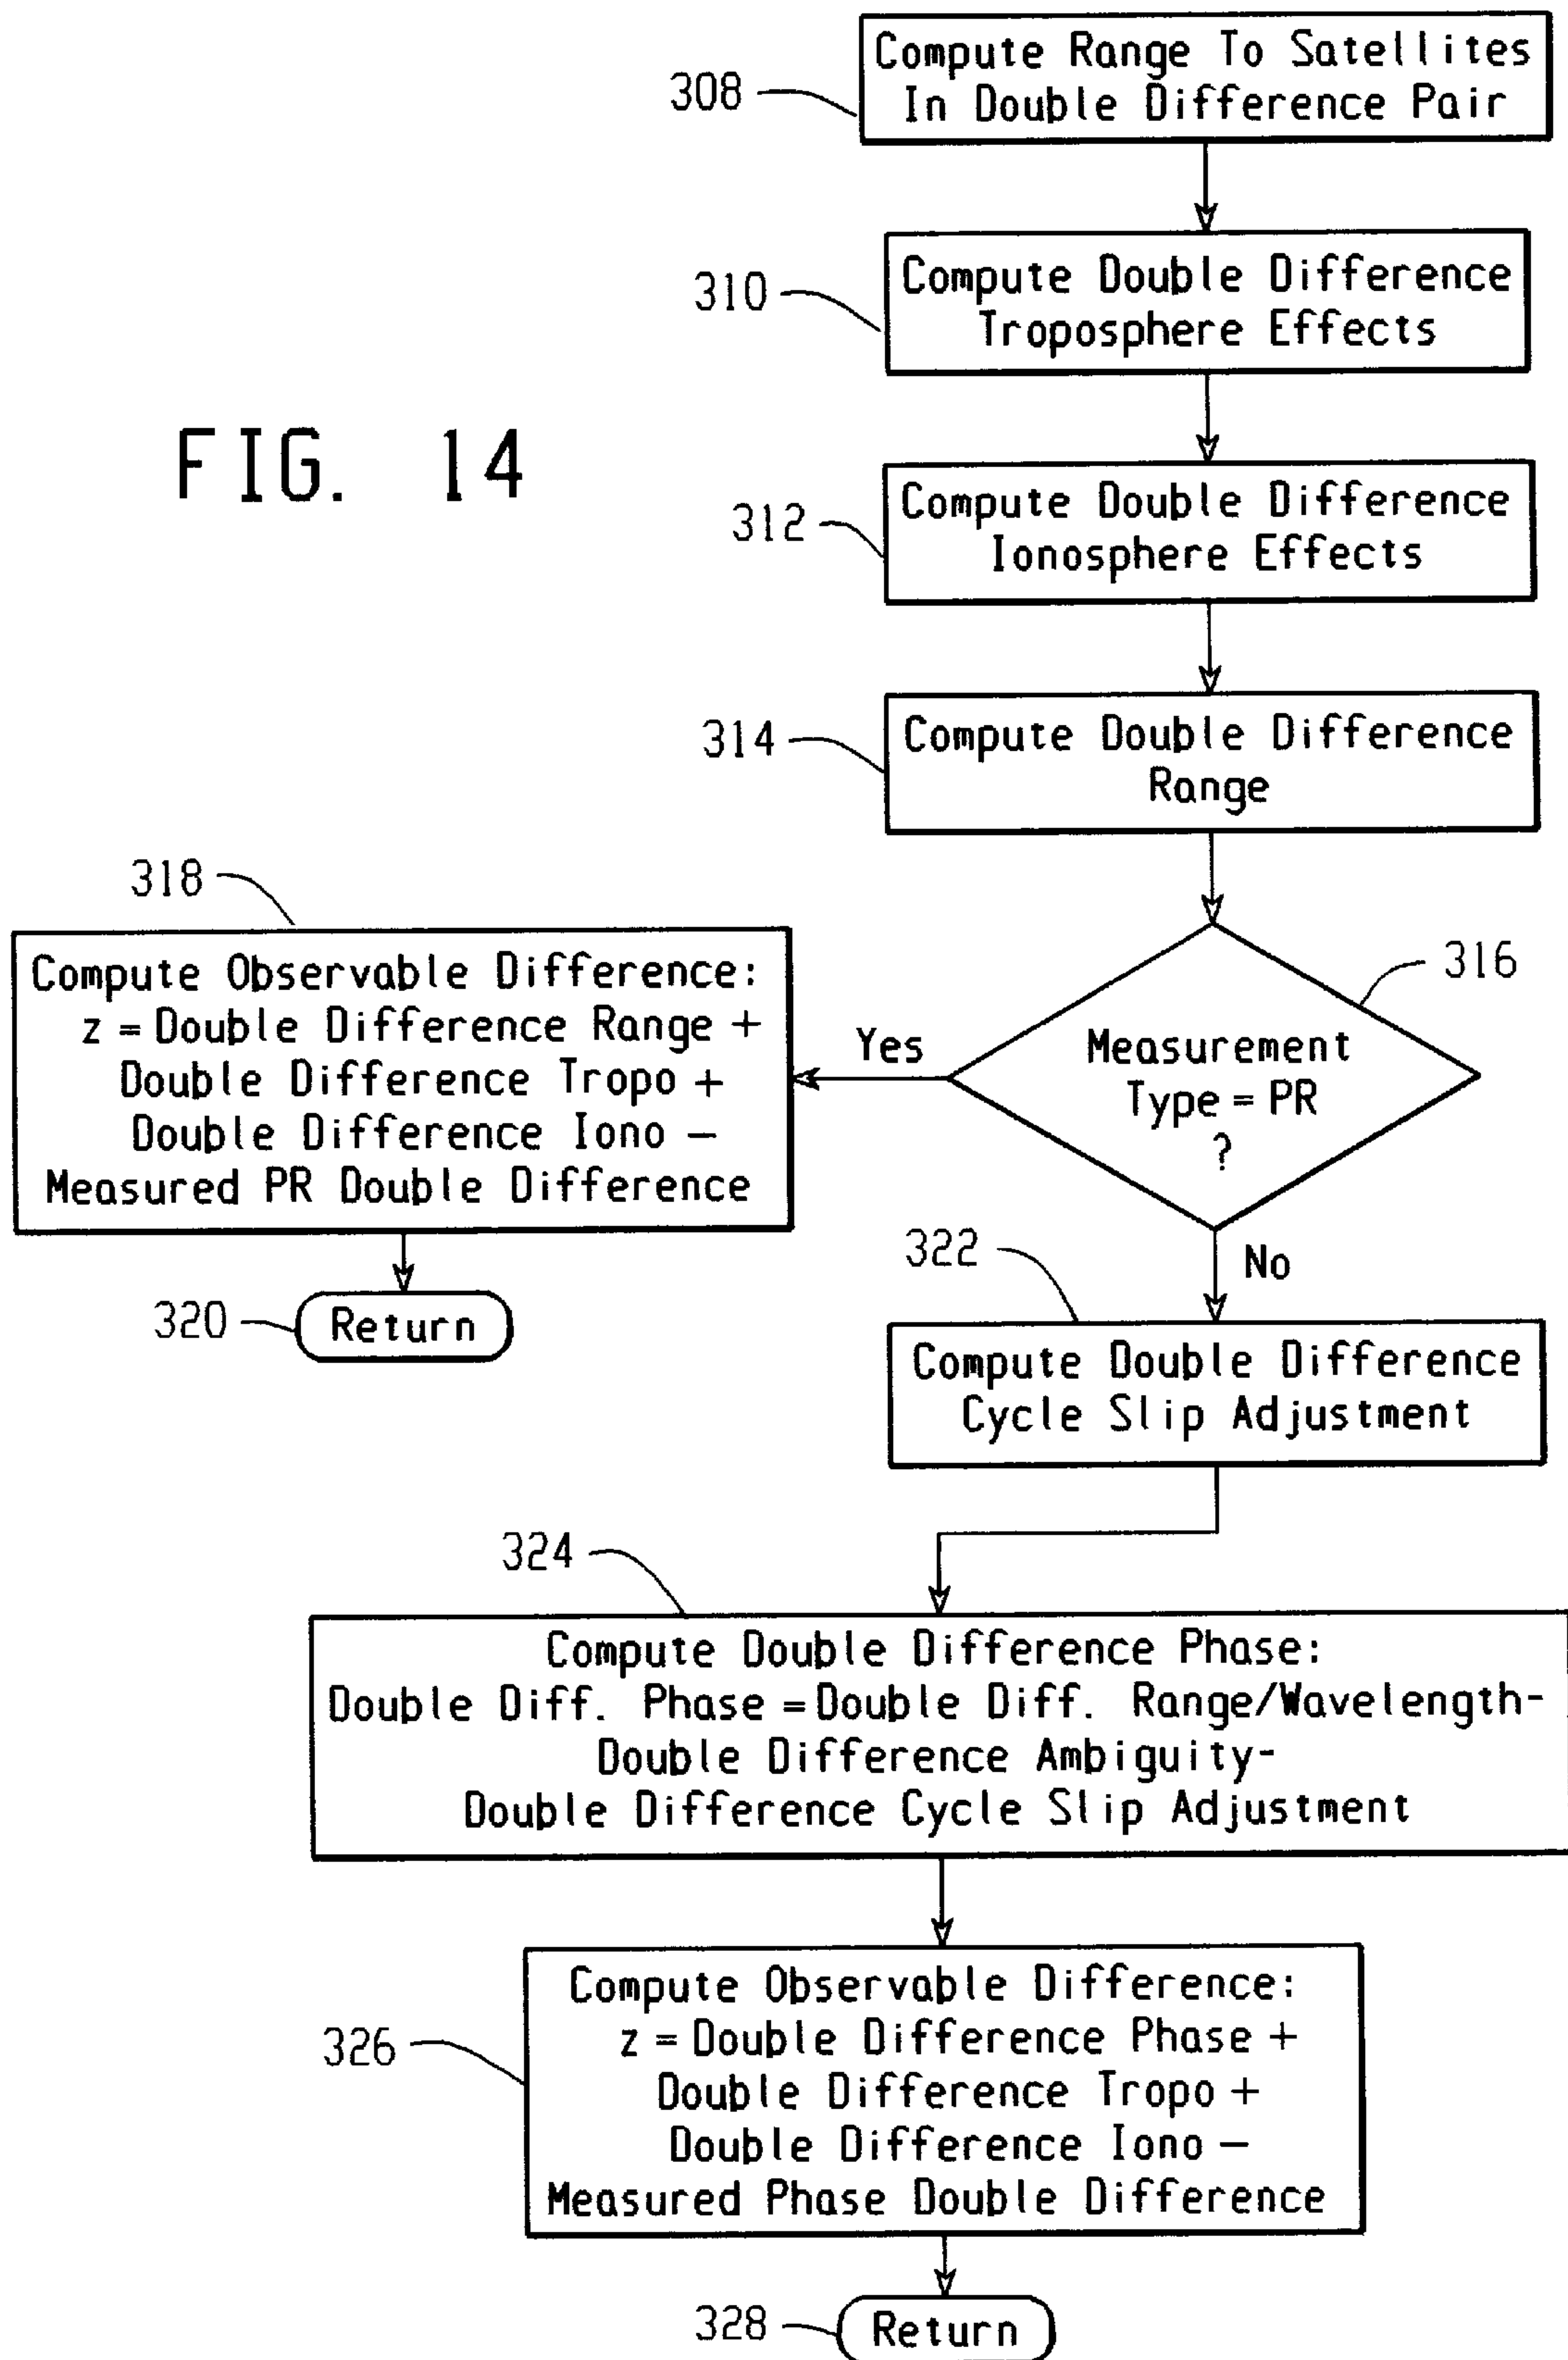 308
Compute Range To Satellites
In Double Difference Pair
310
Compute Double Difference
Troposphere Effects
FIG. 14
312
Compute Double Difference
Ionosphere Effects
314
Compute Double Difference
Range
316
Measurement
Type = PR
?
Yes
318
Compute Observable Difference:
z = Double Difference Range +
Double Difference Tropo +
Double Difference Iono –
Measured PR Double Difference
320
Return
No
322
Compute Double Difference
Cycle Slip Adjustment
324
Compute Double Difference Phase:
Double Diff. Phase = Double Diff. Range/Wavelength-
Double Difference Ambiguity-
Double Difference Cycle Slip Adjustment
326
Compute Observable Difference:
z = Double Difference Phase +
Double Difference Tropo +
Double Difference Iono –
Measured Phase Double Difference
328
Return